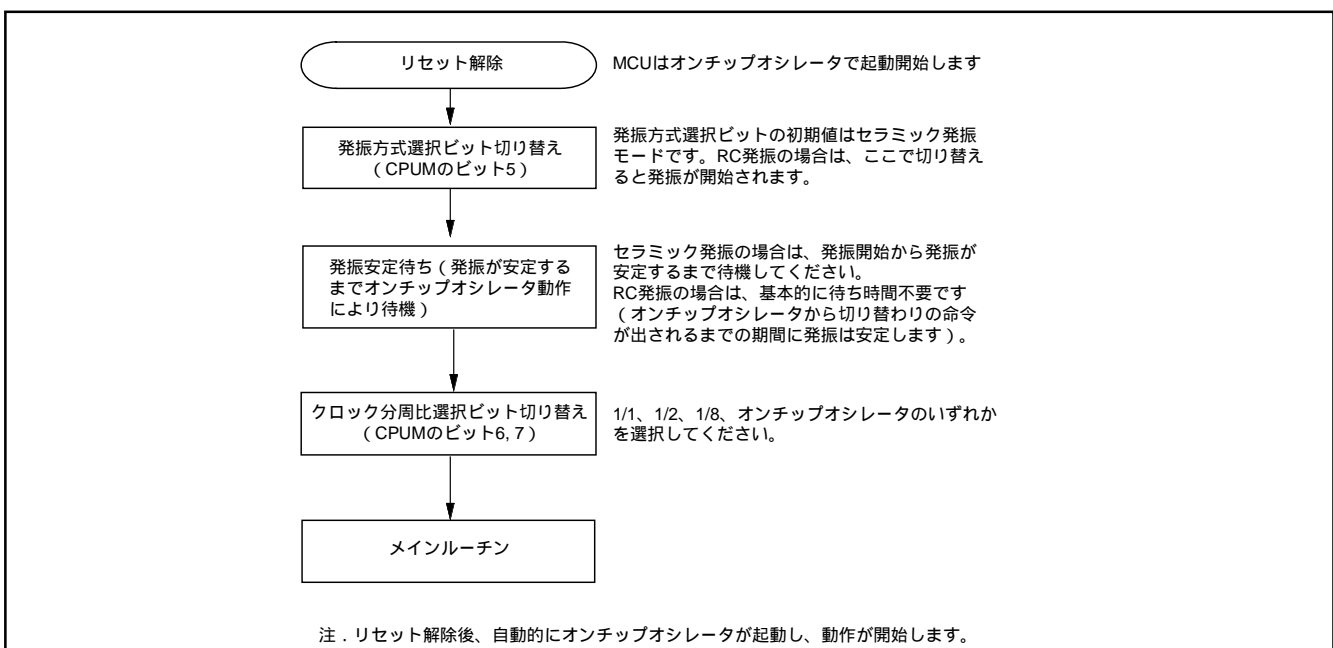 リセット解除
MCUはオンチップオシレータで起動開始します
発振方式選択ビット切り替え
(CPUMのビット5)
発振方式選択ビットの初期値はセラミック発振
モードです。RC発振の場合は、ここで切り替え
ると発振が開始されます。
発振安定待ち(発振が安定する
までオンチップオシレータ動作
により待機)
セラミック発振の場合は、発振開始から発振が
安定するまで待機してください。
RC発振の場合は、基本的に待ち時間不要です
(オンチップオシレータから切り替わりの命令
が出されるまでの期間に発振は安定します)。
クロック分周比選択ビット切り替え
(CPUMのビット6, 7)
1/1、1/2、1/8、オンチップオシレータのいずれか
を選択してください。
メインルーチン
注.リセット解除後、自動的にオンチップオシレータが起動し、動作が開始します。